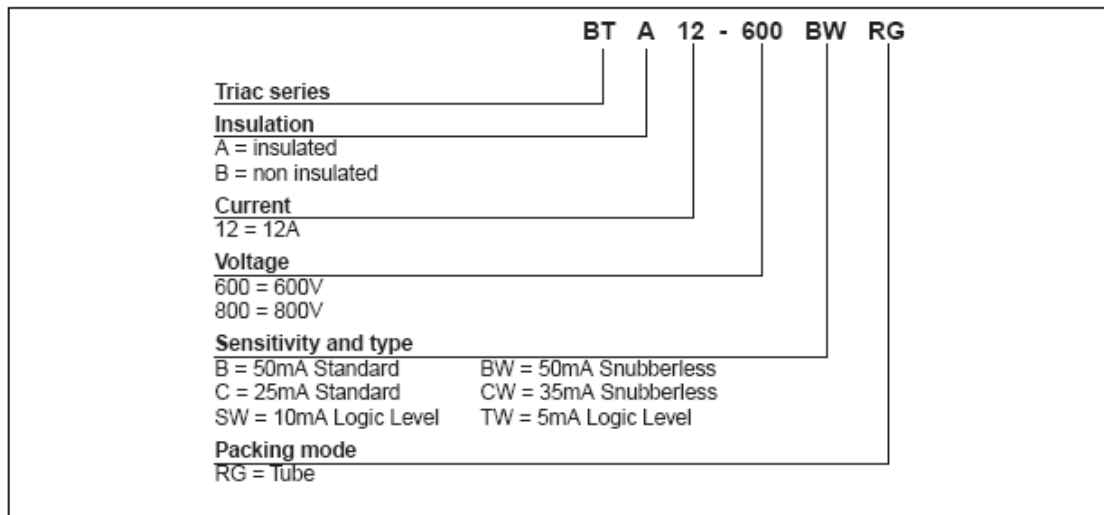 BT A 12 - 600 BW RG
Triac series
Insulation
A = insulated
B = non insulated
Current
12 = 12A
Voltage
600 = 600V
800 = 800V
Sensitivity and type
B = 50mA Standard BW = 50mA Snubberless
C = 25mA Standard CW = 35mA Snubberless
SW = 10mA Logic Level TW = 5mA Logic Level
Packing mode
RG = Tube